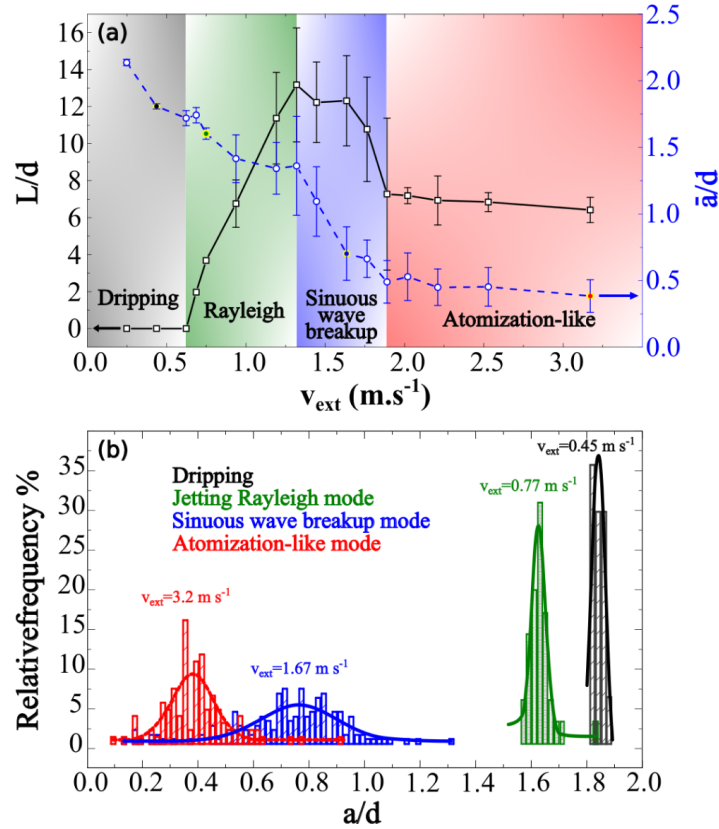 (a)
16
14
12
10
8
6
4
2
0
L/d
2.5
2.0
1.5
1.0
0.5
0.0
ā/d
Dripping
Rayleigh
Sinuous
wave
breakup
Atomization-like
0.0 0.5 1.0 1.5 2.0 2.5 3.0
v_ext (m.s⁻¹)
(b)
35
30
25
20
15
10
5
0
Relativefrequency %
v_ext=0.45 m s⁻¹
Dripping
v_ext=0.77 m s⁻¹
Jetting Rayleigh mode
Sinuous wave breakup mode
Atomization-like mode
v_ext=3.2 m s⁻¹
v_ext=1.67 m s⁻¹
0.0 0.2 0.4 0.6 0.8 1.0 1.2 1.4 1.6 1.8 2.0
a/d